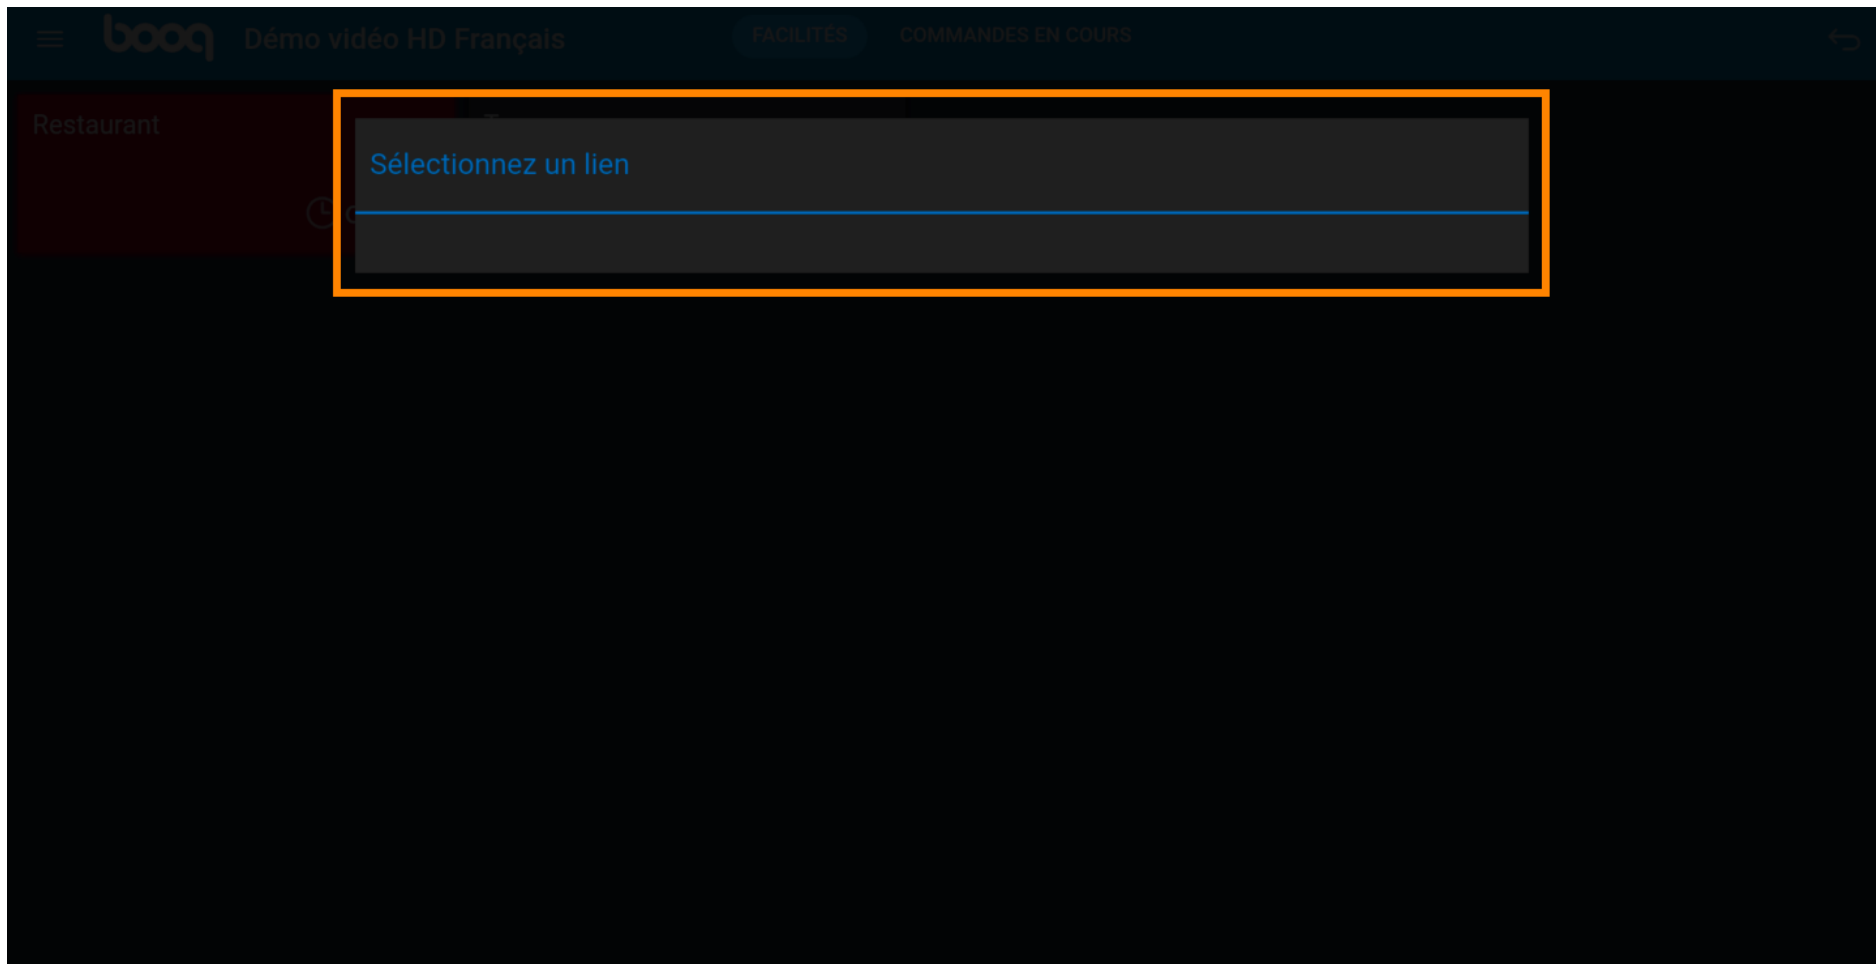 booq Démo vidéo HD Français FACILITÉS COMMANDES EN COURS
Restaurant
Sélectionnez un lien